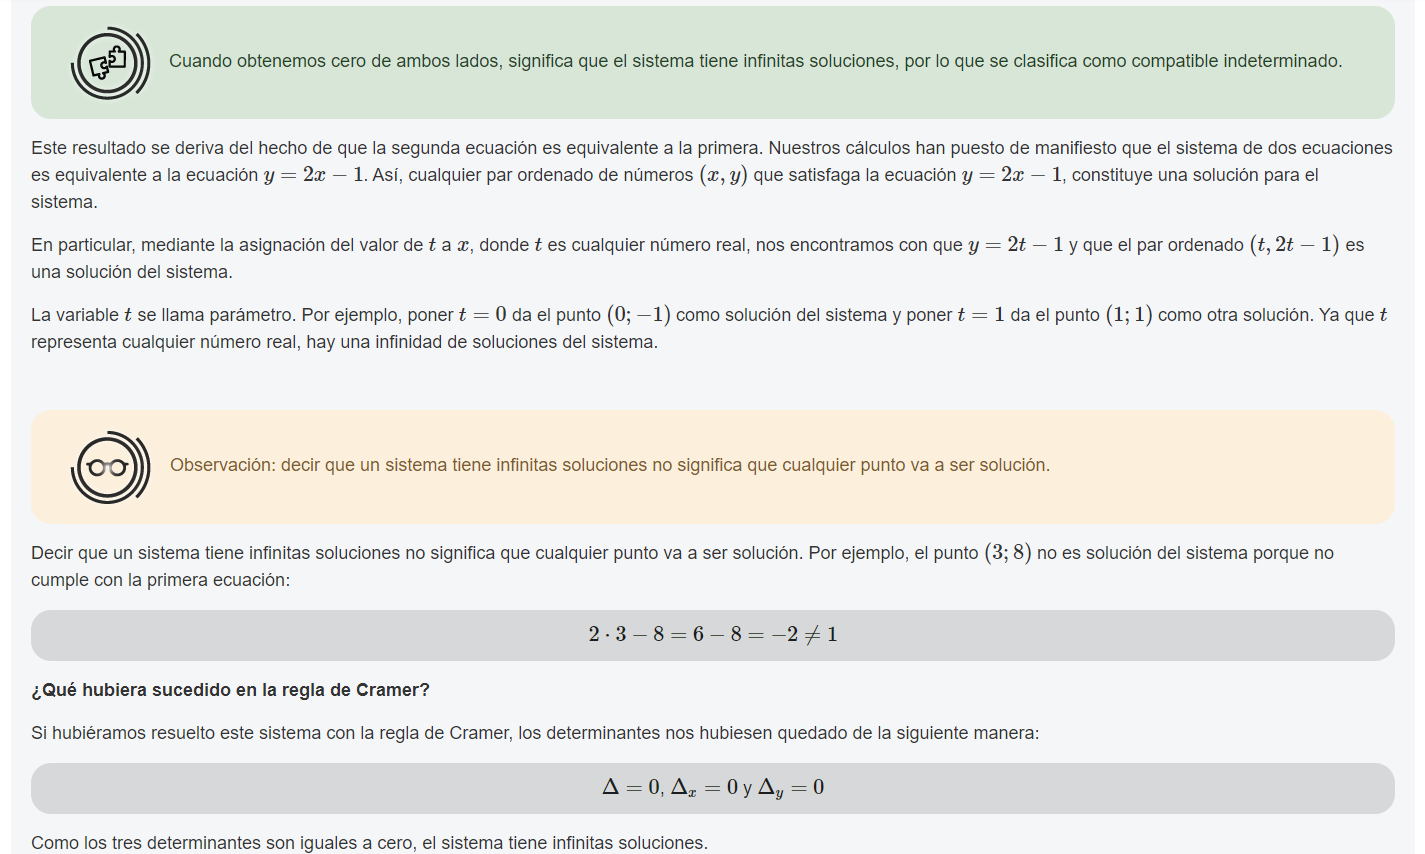 Cuando obtenemos cero de ambos lados, significa que el sistema tiene infinitas soluciones, por lo que se clasifica como compatible indeterminado.
Este resultado se deriva del hecho de que la segunda ecuación es equivalente a la primera. Nuestros cálculos han puesto de manifiesto que el sistema de dos ecuaciones
es equivalente a la ecuación y = 2x − 1. Así, cualquier par ordenado de números (x, y) que satisfaga la ecuación y = 2x − 1, constituye una solución para el
sistema.
En particular, mediante la asignación del valor de t a x, donde t es cualquier número real, nos encontramos con que y = 2t − 1 y que el par ordenado (t, 2t − 1) es
una solución del sistema.
La variable t se llama parámetro. Por ejemplo, poner t = 0 da el punto (0; −1) como solución del sistema y poner t = 1 da el punto (1; 1) como otra solución. Ya que t
representa cualquier número real, hay una infinidad de soluciones del sistema.
Observación: decir que un sistema tiene infinitas soluciones no significa que cualquier punto va a ser solución.
Decir que un sistema tiene infinitas soluciones no significa que cualquier punto va a ser solución. Por ejemplo, el punto (3; 8) no es solución del sistema porque no
cumple con la primera ecuación:
2 · 3 − 8 = 6 − 8 = −2 ≠ 1
¿Qué hubiera sucedido en la regla de Cramer?
Si hubiéramos resuelto este sistema con la regla de Cramer, los determinantes nos hubiesen quedado de la siguiente manera:
Δ = 0, Δₓ = 0 y Δ_y = 0
Como los tres determinantes son iguales a cero, el sistema tiene infinitas soluciones.